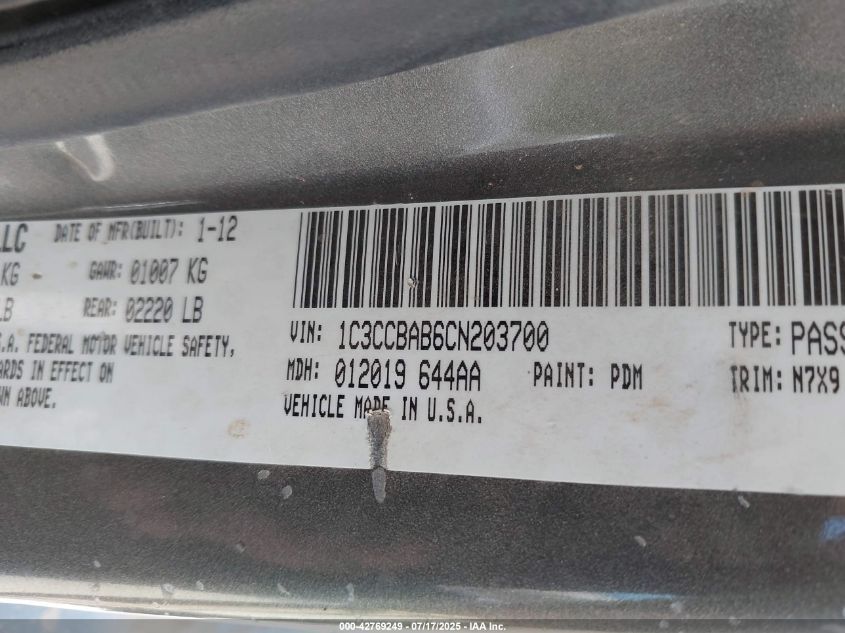 LLC DATE OF MFR(BUILT): 1-12
KG GAWR: 01007 KG
LB REAR: 02220 LB
S.A. FEDERAL MOTOR VEHICLE SAFETY,
ARDS IN EFFECT ON
WN ABOVE.
VIN: 1C3CCBAB6CN203700 TYPE: PASS
MDH: 012019 644AA PAINT: PDM TRIM: N7X9
VEHICLE MADE IN U.S.A.
000-42769249 - 07/17/2025 - IAA Inc.